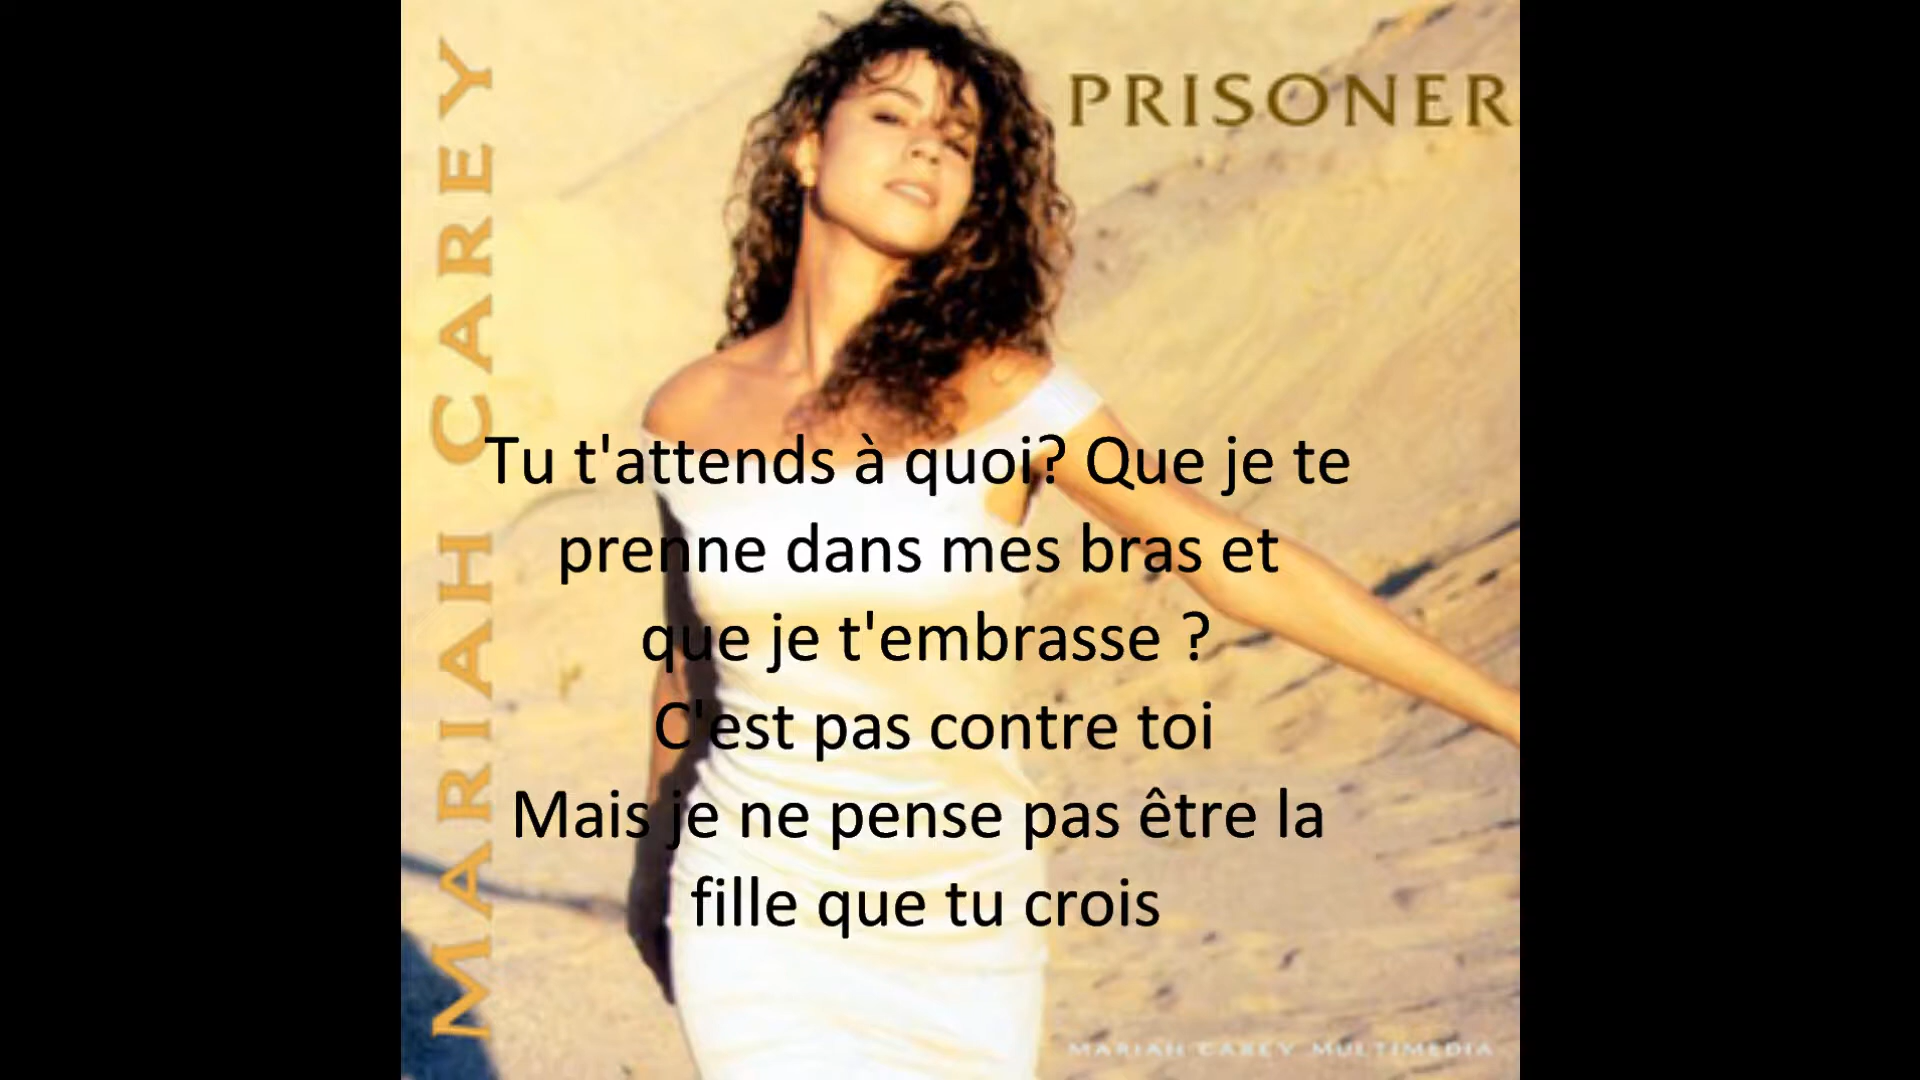 MARIAH CAREY
PRISONER
Tu t'attends à quoi? Que je te
prenne dans mes bras et
que je t'embrasse ?
C'est pas contre toi
Mais je ne pense pas être la
fille que tu crois
MARIAH CAREY MULTIMEDIA